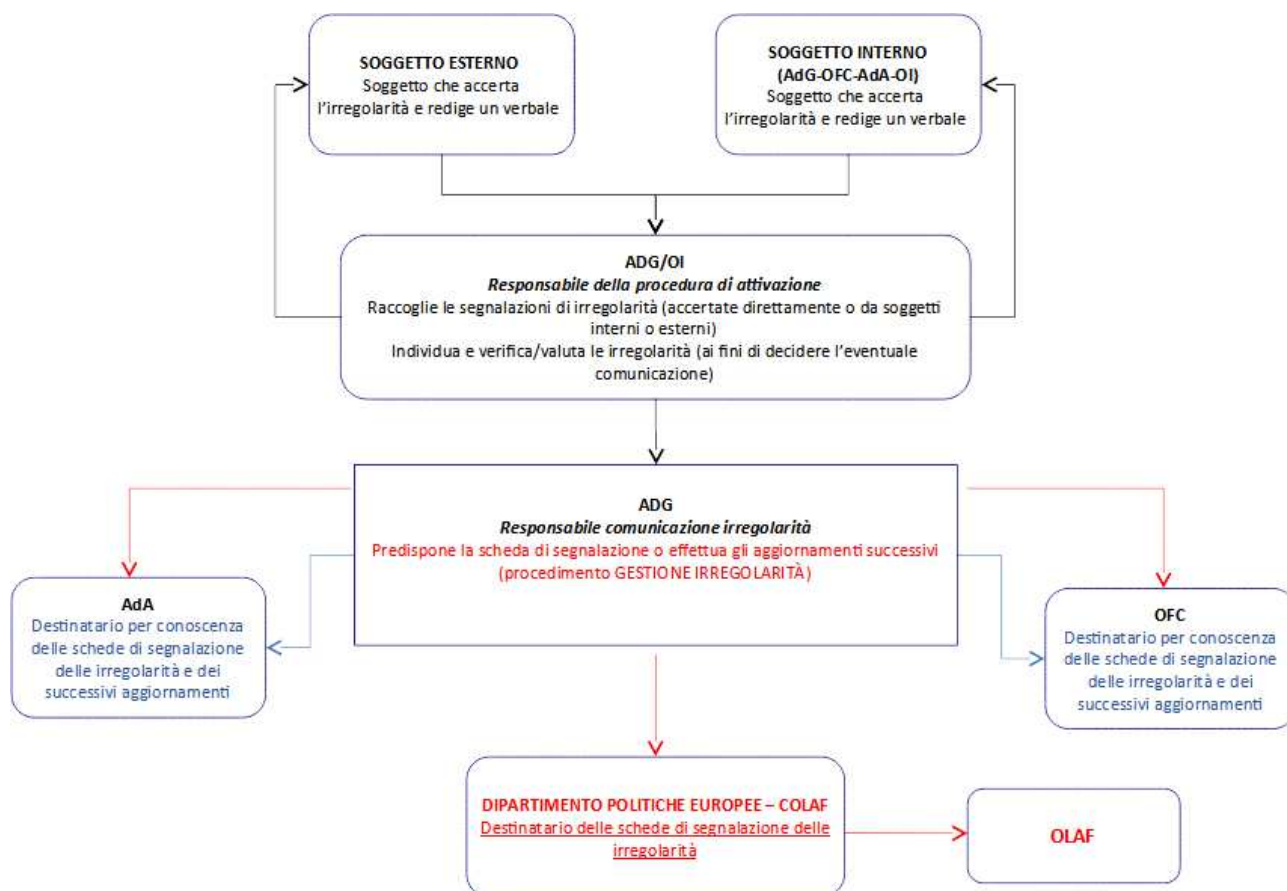 SOGGETTO ESTERNO
Soggetto che accerta
l'irregolarità e redige un verbale
SOGGETTO INTERNO
(AdG-OFC-AdA-OI)
Soggetto che accerta
l'irregolarità e redige un verbale
ADG/OI
Responsabile della procedura di attivazione
Raccoglie le segnalazioni di irregolarità (accertate direttamente o da soggetti
interni o esterni)
Individua e verifica/valuta le irregolarità (ai fini di decidere l'eventuale
comunicazione)
ADG
Responsabile comunicazione irregolarità
Predispone la scheda di segnalazione o effettua gli aggiornamenti successivi
(procedimento GESTIONE IRREGOLARITÀ)
AdA
Destinatario per conoscenza
delle schede di segnalazione
delle irregolarità e dei
successivi aggiornamenti
OFC
Destinatario per conoscenza
delle schede di segnalazione
delle irregolarità e dei
successivi aggiornamenti
DIPARTIMENTO POLITICHE EUROPEE – COLAF
Destinatario delle schede di segnalazione delle
irregolarità
OLAF